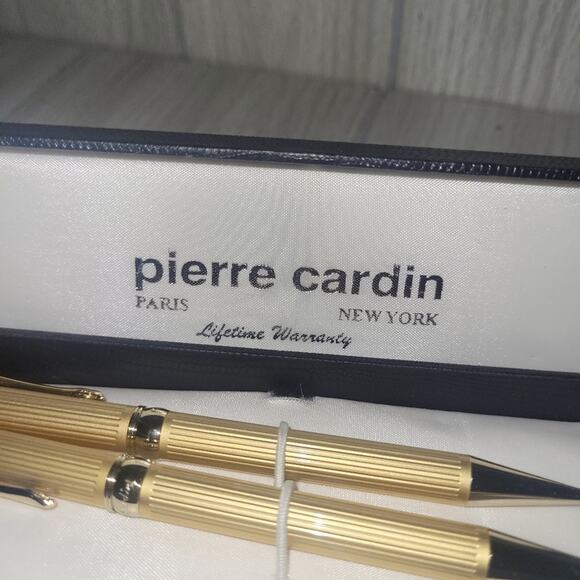 pierre cardin
PARIS NEW YORK
Lifetime Warranty